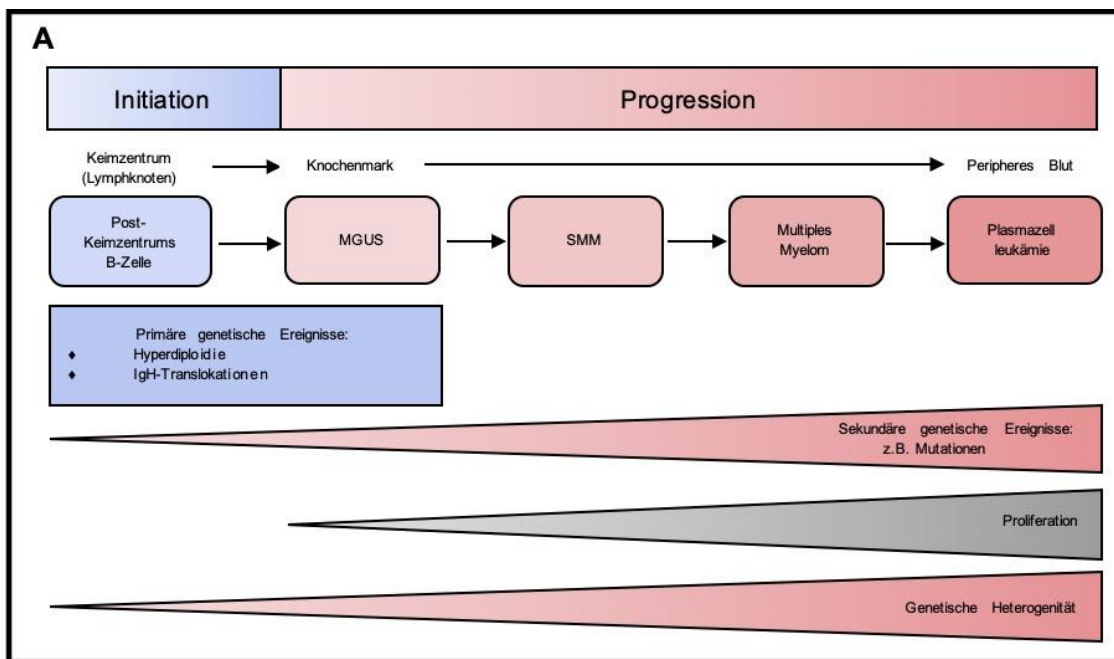 A
Initiation
Progression
Keimzentrum
(Lymphknoten)
Knochenmark
Peripheres Blut
Post-
Keimzentrums
B-Zelle
MGUS
SMM
Multiples
Myelom
Plasmazell
leukämie
Primäre genetische Ereignisse:
♦ Hyperdiploidie
♦ IgH-Translokationen
Sekundäre genetische Ereignisse:
z.B. Mutationen
Proliferation
Genetische Heterogenität